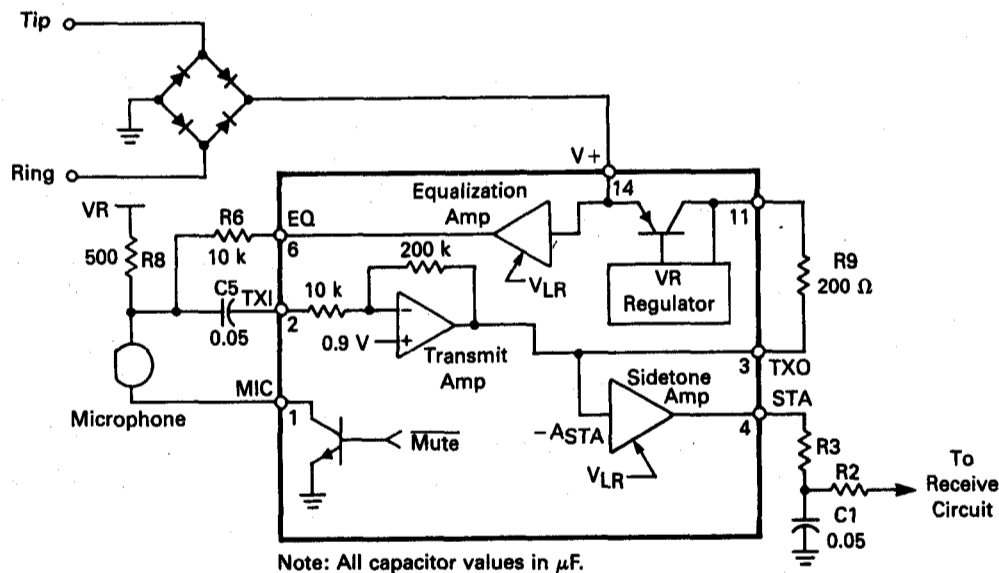 Tip
Ring
V+
14
Equalization
Amp
VR
R6
EQ
11
500
R8
10 k
6
200 k
VLR
VR
Regulator
R9
200 Ω
C5
TXI
10 k
0.05
2
0.9 V
−
+
Transmit
Amp
3
TXO
Microphone
MIC
1
Sidetone
Amp
STA
4
Mute
−ASTA
VLR
R3
R2
To
Receive
Circuit
C1
0.05
Note: All capacitor values in μF.